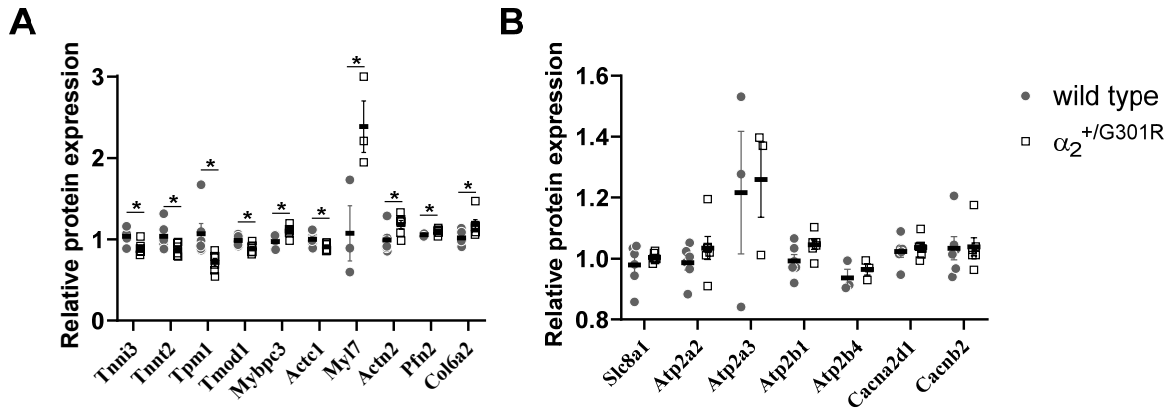 A
B
Relative protein expression
3
2
1
0
* * * * * * * * * *
Tnni3
Tnnt2
Tpm1
Tmod1
Mybpc3
Actc1
Myl7
Actn2
Pfn2
Col6a2
Relative protein expression
1.6
1.4
1.2
1.0
0.8
Slc8a1
Atp2a2
Atp2a3
Atp2b1
Atp2b4
Cacna2d1
Cacnb2
wild type
α₂⁺/ᴳ³⁰¹ᴿ